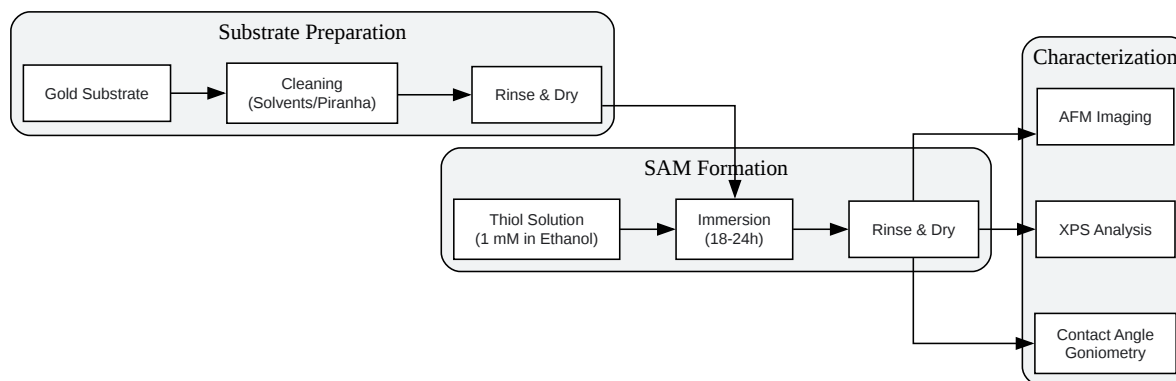 Substrate Preparation
Gold Substrate
Cleaning
(Solvents/Piranha)
Rinse & Dry
SAM Formation
Thiol Solution
(1 mM in Ethanol)
Immersion
(18-24h)
Rinse & Dry
Characterization
AFM Imaging
XPS Analysis
Contact Angle
Goniometry